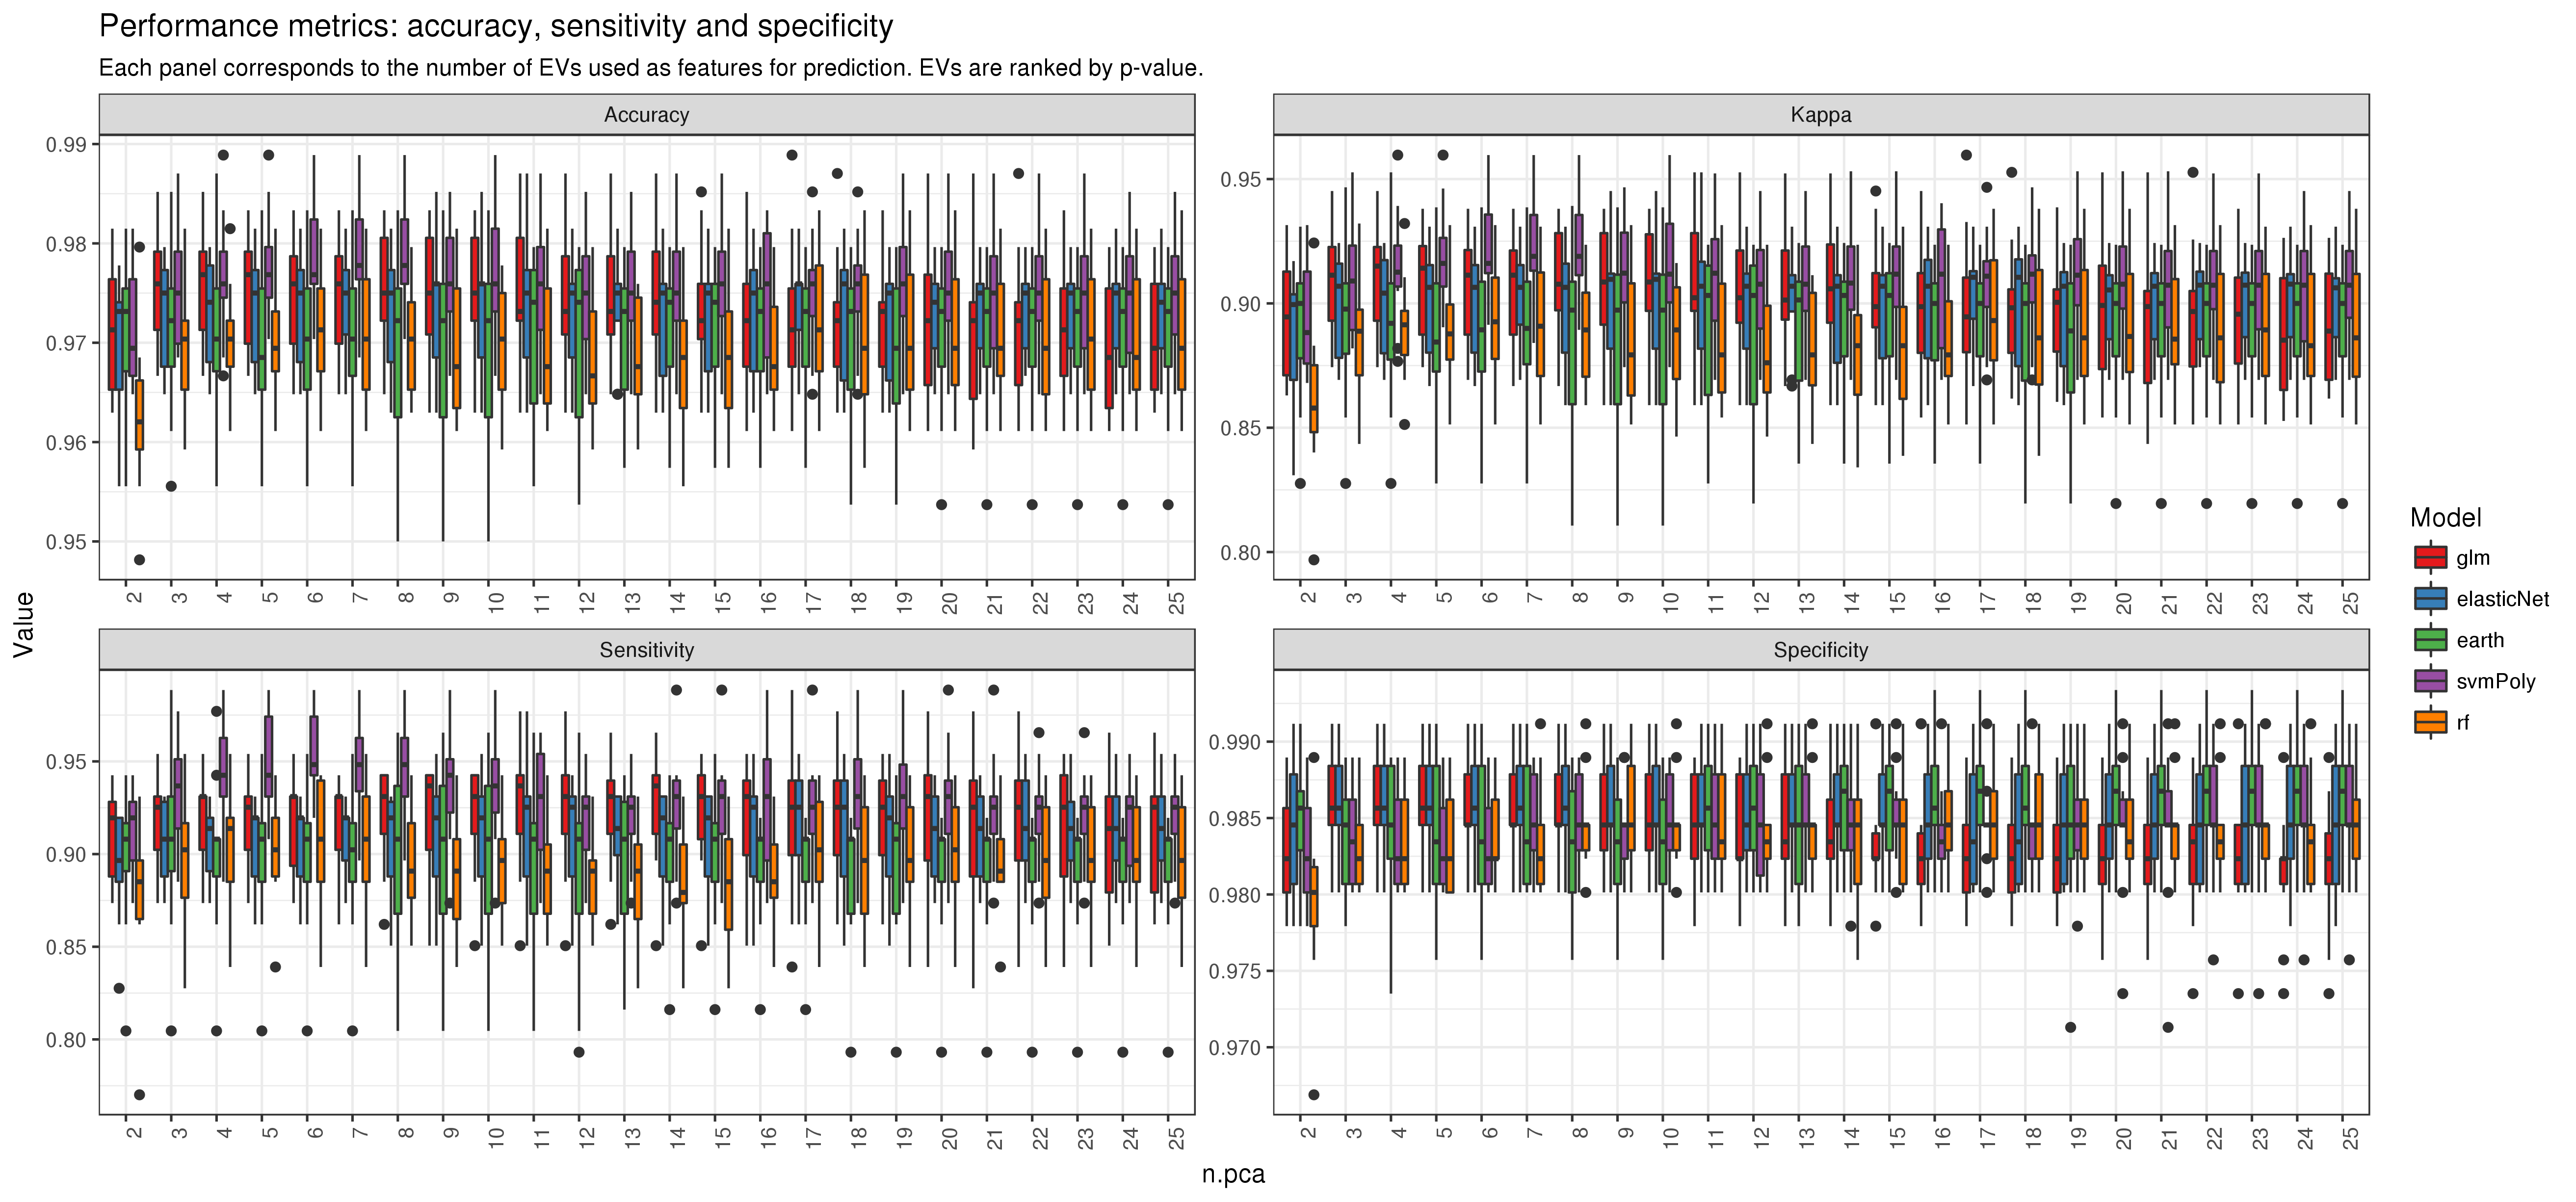 Performance metrics: accuracy, sensitivity and specificity
Each panel corresponds to the number of EVs used as features for prediction. EVs are ranked by p-value.
Accuracy
0.99
0.98
0.97
0.96
0.95
2 3 4 5 6 7 8 9 10 11 12 13 14 15 16 17 18 19 20 21 22 23 24 25
Kappa
0.95
0.90
0.85
0.80
2 3 4 5 6 7 8 9 10 11 12 13 14 15 16 17 18 19 20 21 22 23 24 25
Value
Sensitivity
0.95
0.90
0.85
0.80
2 3 4 5 6 7 8 9 10 11 12 13 14 15 16 17 18 19 20 21 22 23 24 25
Specificity
0.990
0.985
0.980
0.975
0.970
2 3 4 5 6 7 8 9 10 11 12 13 14 15 16 17 18 19 20 21 22 23 24 25
n.pca
Model
glm
elasticNet
earth
svmPoly
rf